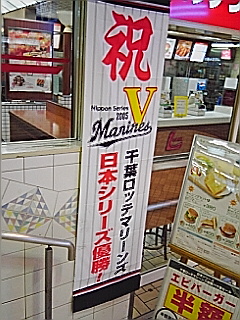 祝
Nippon Series
V
2005
Marines
千葉ロッテマリーンズ
日本シリーズ優勝!
エビバーガー
半額